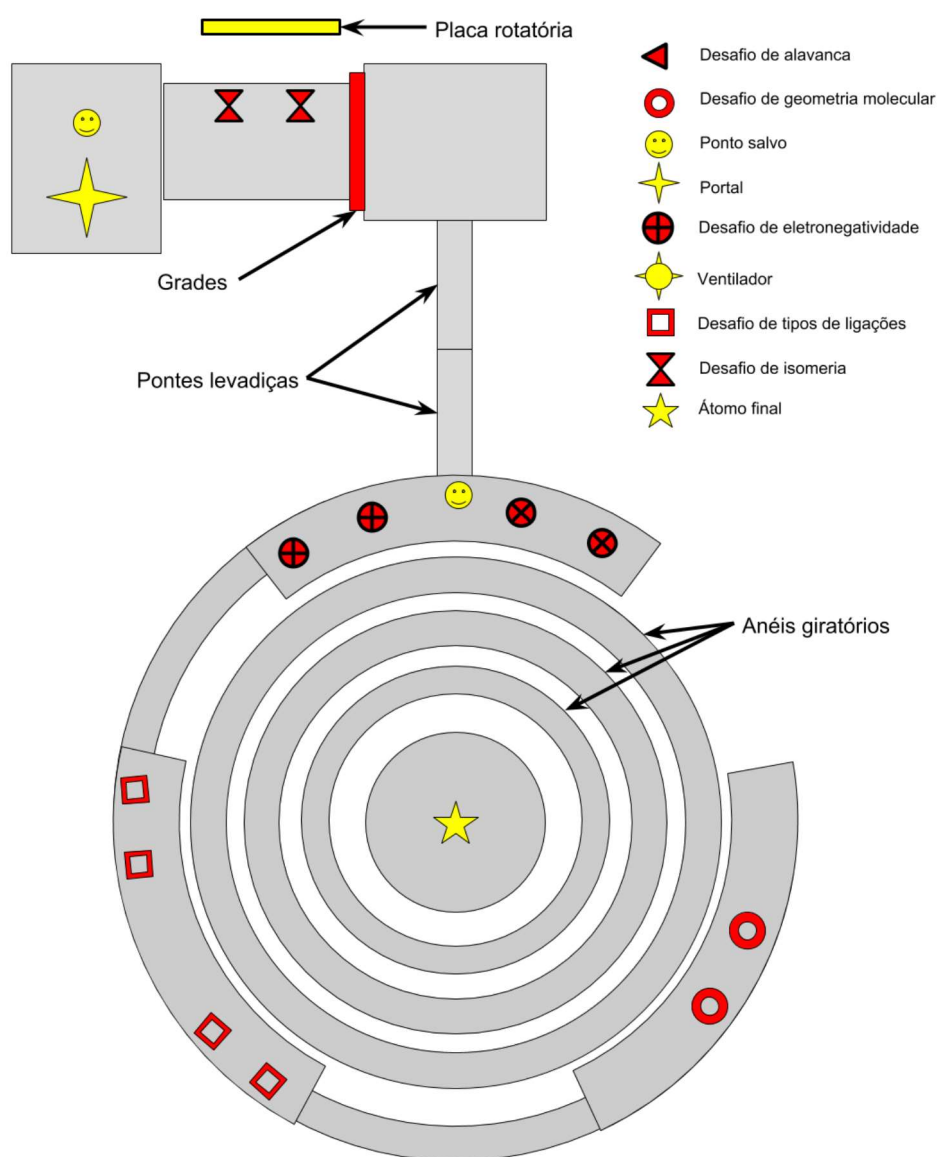 Placa rotatória
Desafio de alavanca
Desafio de geometria molecular
Ponto salvo
Portal
Desafio de eletronegatividade
Ventilador
Desafio de tipos de ligações
Desafio de isomeria
Átomo final
Grades
Pontes levadiças
Anéis giratórios